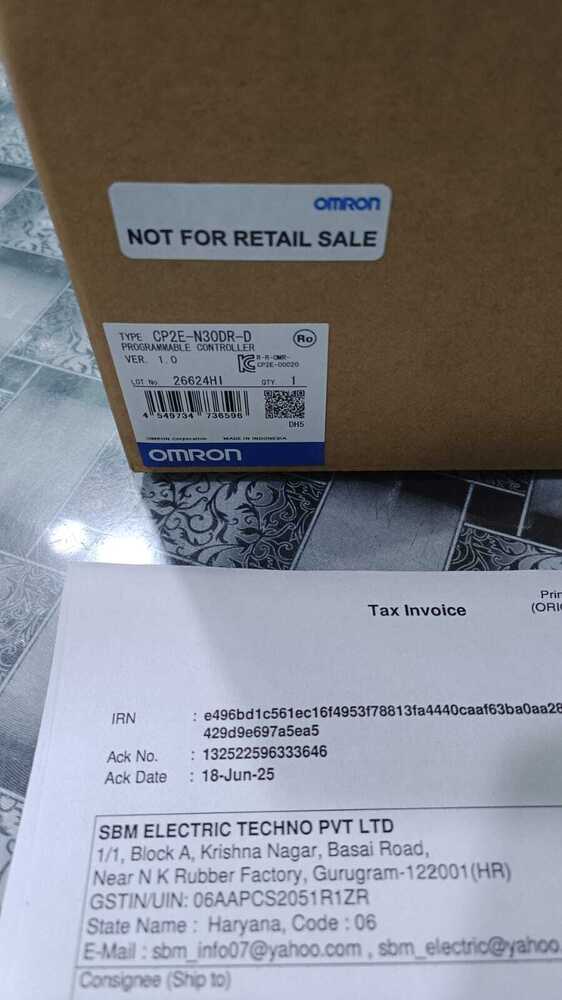 OMRON
NOT FOR RETAIL SALE
TYPE CP2E-N30DR-D
PROGRAMMABLE CONTROLLER
VER. 1.0
Ro
R-R-OMR-
CP2E-00020
LOT No. 26624HI QTY. 1
4 549734 736596
DH5
OMRON Corporation MADE IN INDONESIA
OMRON
Tax Invoice
IRN : e496bd1c561ec16f4953f78813fa4440caaf63ba0aa28
429d9e697a5ea5
Ack No. : 132522596333646
Ack Date : 18-Jun-25
SBM ELECTRIC TECHNO PVT LTD
1/1, Block A, Krishna Nagar, Basai Road,
Near N K Rubber Factory, Gurugram-122001(HR)
GSTIN/UIN: 06AAPCS2051R1ZR
State Name : Haryana, Code : 06
E-Mail : sbm_info07@yahoo.com , sbm_electric@yahoo.
Consignee (Ship to)